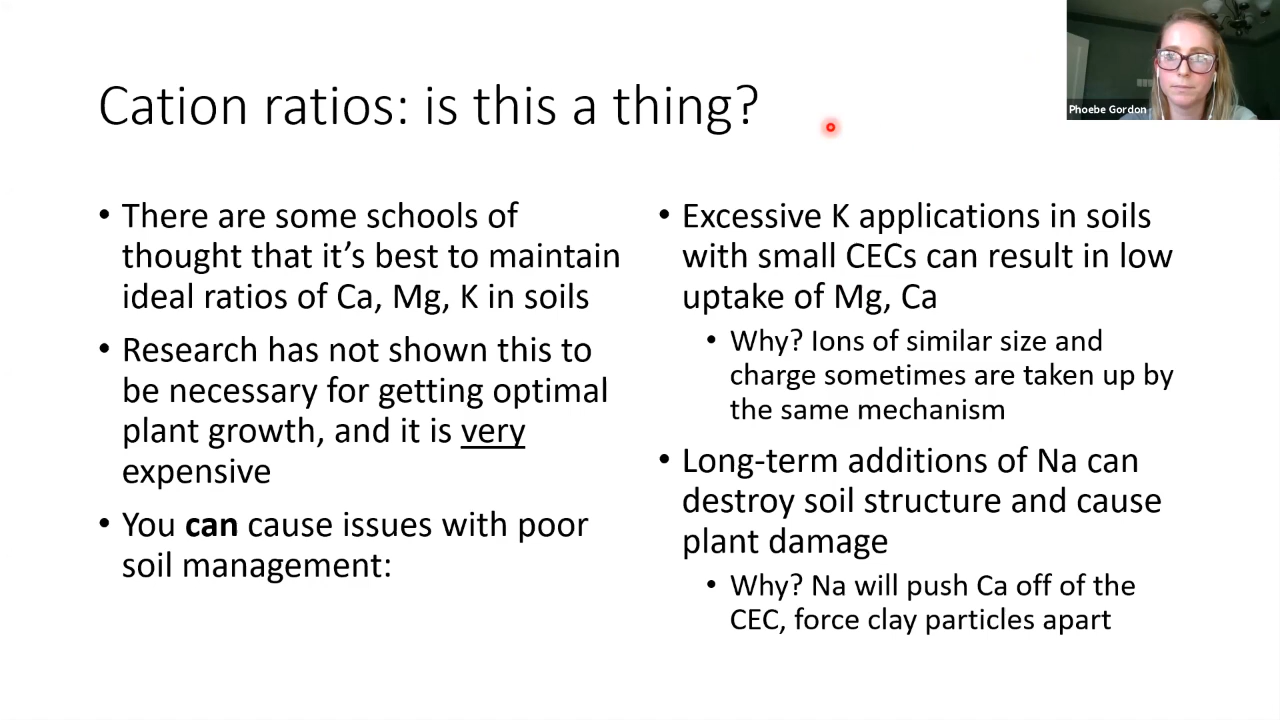 Cation ratios: is this a thing?
Phoebe Gordon
• There are some schools of
thought that it’s best to maintain
ideal ratios of Ca, Mg, K in soils
• Research has not shown this to
be necessary for getting optimal
plant growth, and it is very
expensive
• You can cause issues with poor
soil management:
• Excessive K applications in soils
with small CECs can result in low
uptake of Mg, Ca
• Why? Ions of similar size and
charge sometimes are taken up by
the same mechanism
• Long-term additions of Na can
destroy soil structure and cause
plant damage
• Why? Na will push Ca off of the
CEC, force clay particles apart